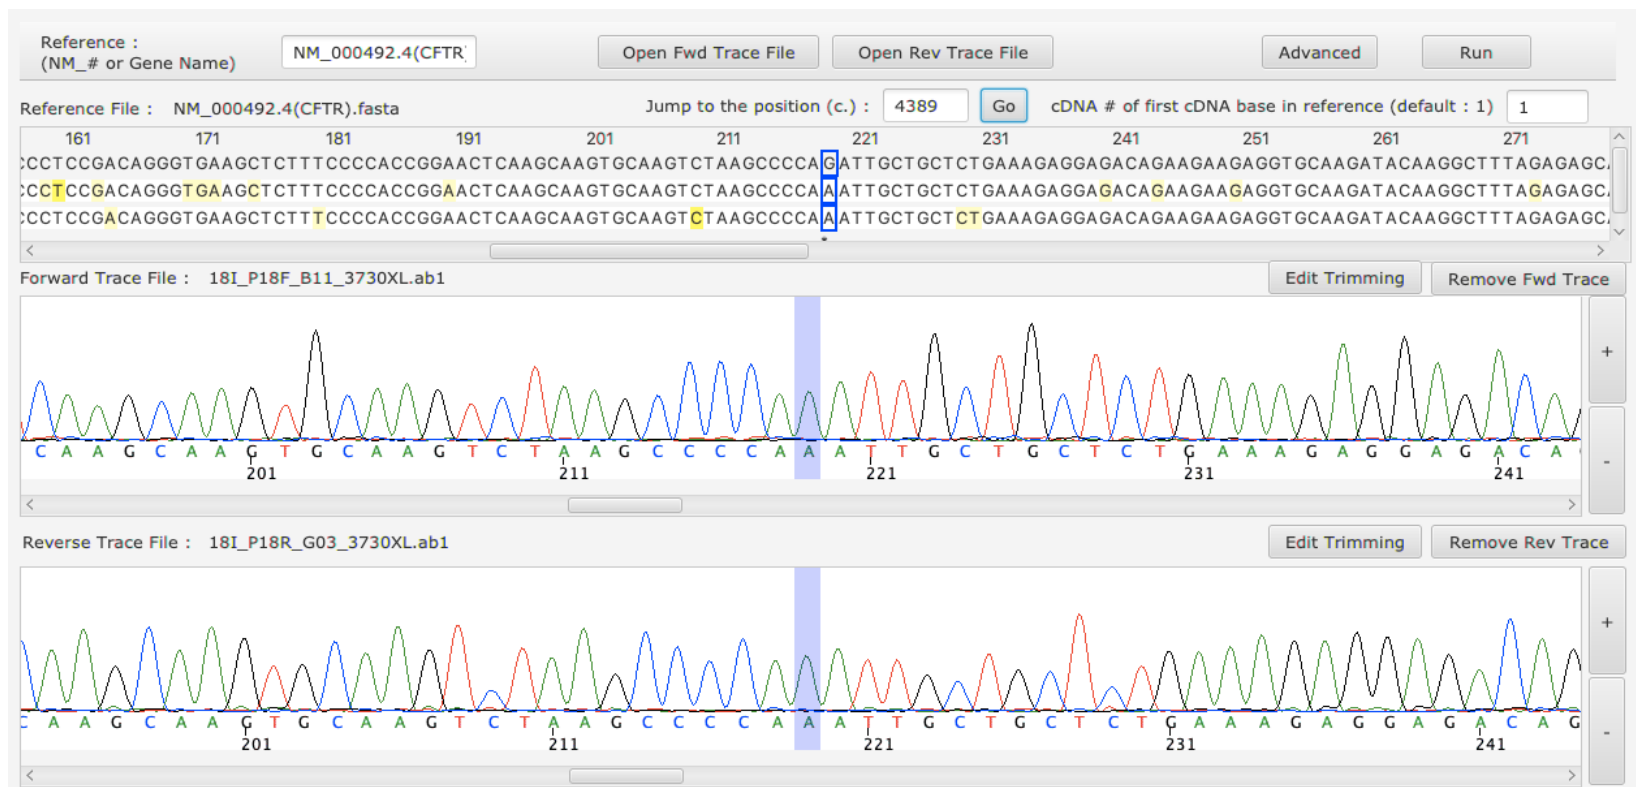 Reference :
(NM_# or Gene Name)
NM_000492.4(CFTR)
Open Fwd Trace File
Open Rev Trace File
Advanced
Run
Reference File : NM_000492.4(CFTR).fasta
Jump to the position (c.) : 4389 Go
cDNA # of first cDNA base in reference (default : 1) 1
161 171 181 191 201 211 221 231 241 251 261 271
CCCTCCGACAGGGTGAAGCTCTTTCCCCACCGGAACTCAAGCAAGTGCAAGTCTAAGCCCCAGATTGCTGCTCTGAAAGAGGAGACAGAAGAAGAGGTGCAAGATACAAGGCTTTAGAGAGCA
CCCTCCGACAGGGTGAAGCTCTTTCCCCACCGGAACTCAAGCAAGTGCAAGTCTAAGCCCCAAATTGCTGCTCTGAAAGAGGAGACAGAAGAAGAGGTGCAAGATACAAGGCTTTAGAGAGCA
CCCTCCGACAGGGTGAAGCTCTTTCCCCACCGGAACTCAAGCAAGTGCAAGTCTAAGCCCCAAATTGCTGCTCTGAAAGAGGAGACAGAAGAAGAGGTGCAAGATACAAGGCTTTAGAGAGCA
*
Forward Trace File : 18I_P18F_B11_3730XL.ab1
Edit Trimming
Remove Fwd Trace
+
C A A G C A A G T G C A A G T C T A A G C C C C A A A T T G C T G C T C T G A A A G A G G A G A C A
201 211 221 231 241
-
Reverse Trace File : 18I_P18R_G03_3730XL.ab1
Edit Trimming
Remove Rev Trace
+
C A A G C A A G T G C A A G T C T A A G C C C C A A A T T G C T G C T C T G A A A G A G G A G A C A G
201 211 221 231 241
-